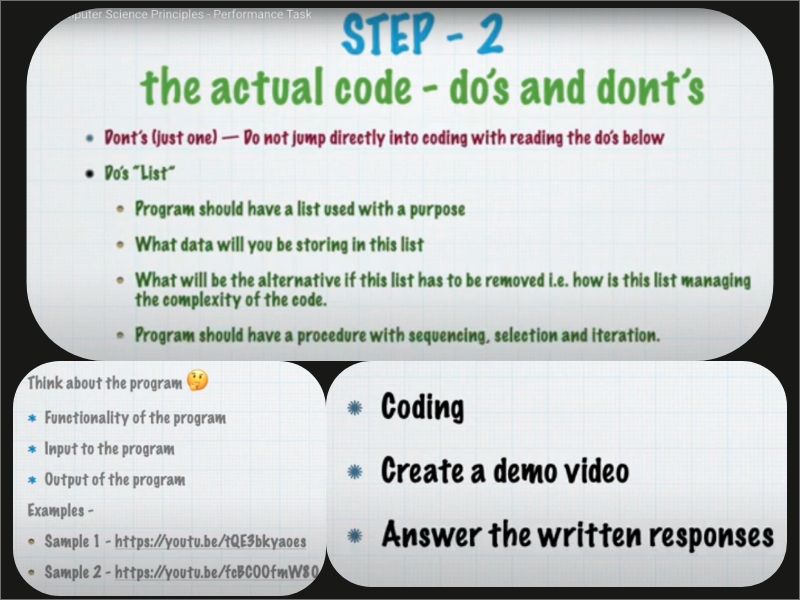 puter Science Principles - Performance Task
STEP - 2
the actual code - do's and dont's
Dont's (just one) — Do not jump directly into coding with reading the do's below
Do's "List"
Program should have a list used with a purpose
What data will you be storing in this list
What will be the alternative if this list has to be removed i.e. how is this list managing
the complexity of the code.
Program should have a procedure with sequencing, selection and iteration.
Think about the program 🤔
Functionality of the program
Input to the program
Output of the program
Examples -
Sample 1 - https://youtu.be/tQE3bkyaoes
Sample 2 - https://youtu.be/fcBC0OfmWS0
Coding
Create a demo video
Answer the written responses